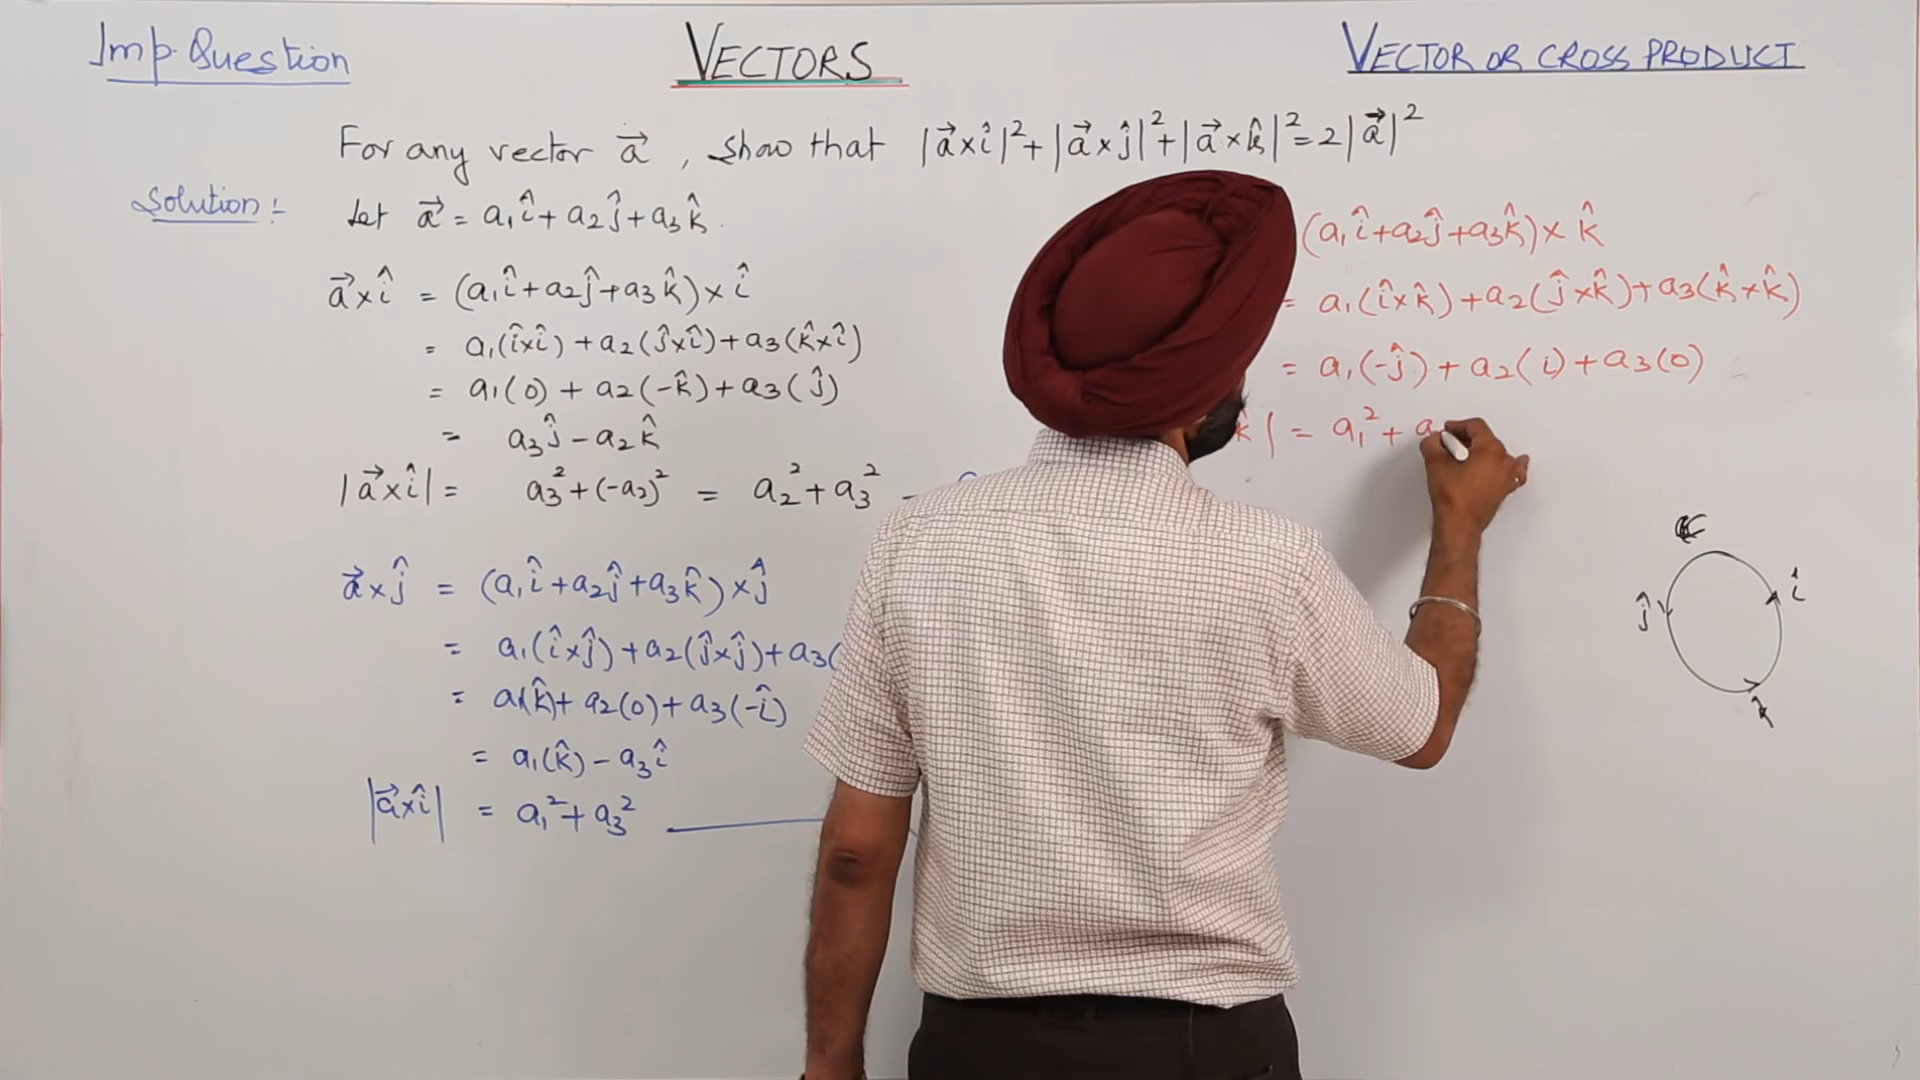 Imp. Question
VECTORS
VECTOR OR CROSS PRODUCT
For any vector a⃗ , show that |a⃗×î|²+|a⃗×ĵ|²+|a⃗×k̂|²=2|a⃗|²
Solution:-
Let a⃗ = a₁î+a₂ĵ+a₃k̂.
a⃗×î = (a₁î+a₂ĵ+a₃k̂)×î
= a₁(î×î)+a₂(ĵ×î)+a₃(k̂×î)
= a₁(0)+a₂(-k̂)+a₃(ĵ)
= a₃ĵ-a₂k̂
|a⃗×î| = a₃²+(-a₂)² = a₂²+a₃²
a⃗×ĵ = (a₁î+a₂ĵ+a₃k̂)×ĵ
= a₁(î×ĵ)+a₂(ĵ×ĵ)+a₃(
= a₁(k̂)+a₂(0)+a₃(-î)
= a₁(k̂)-a₃î
|a⃗×î| = a₁²+a₃²
(a₁î+a₂ĵ+a₃k̂)×k̂
= a₁(î×k̂)+a₂(ĵ×k̂)+a₃(k̂×k̂)
= a₁(-ĵ)+a₂(i)+a₃(0)
k̂| = a₁²+a
î
ĵ
k̂